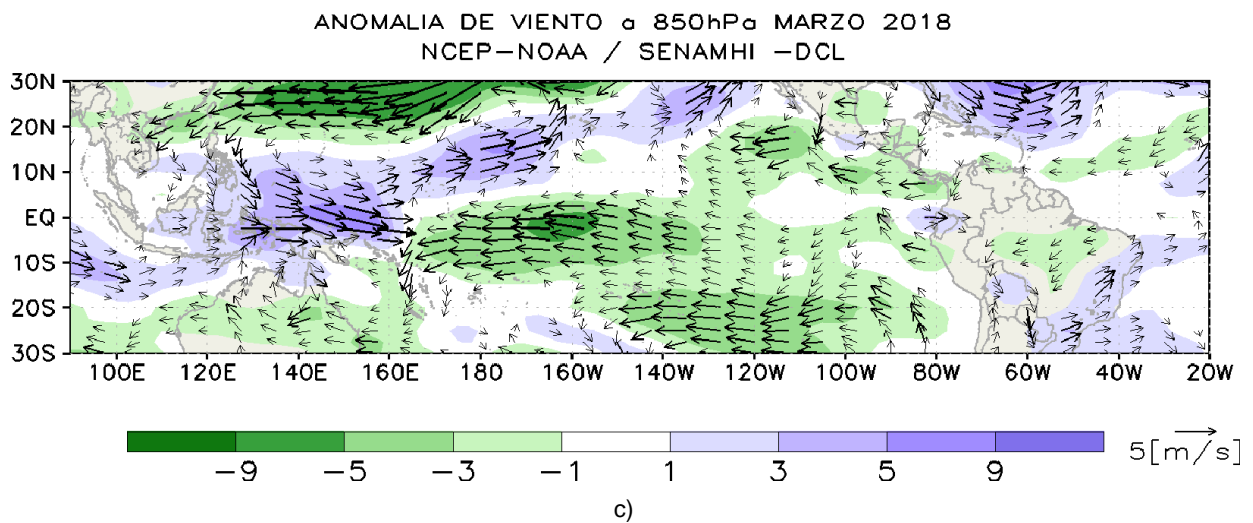 ANOMALIA DE VIENTO a 850hPa MARZO 2018
NCEP-NOAA / SENAMHI -DCL
30N
20N
10N
EQ
10S
20S
30S
100E 120E 140E 160E 180 160W 140W 120W 100W 80W 60W 40W 20W
-9 -5 -3 -1 1 3 5 9 5[m/s]
c)